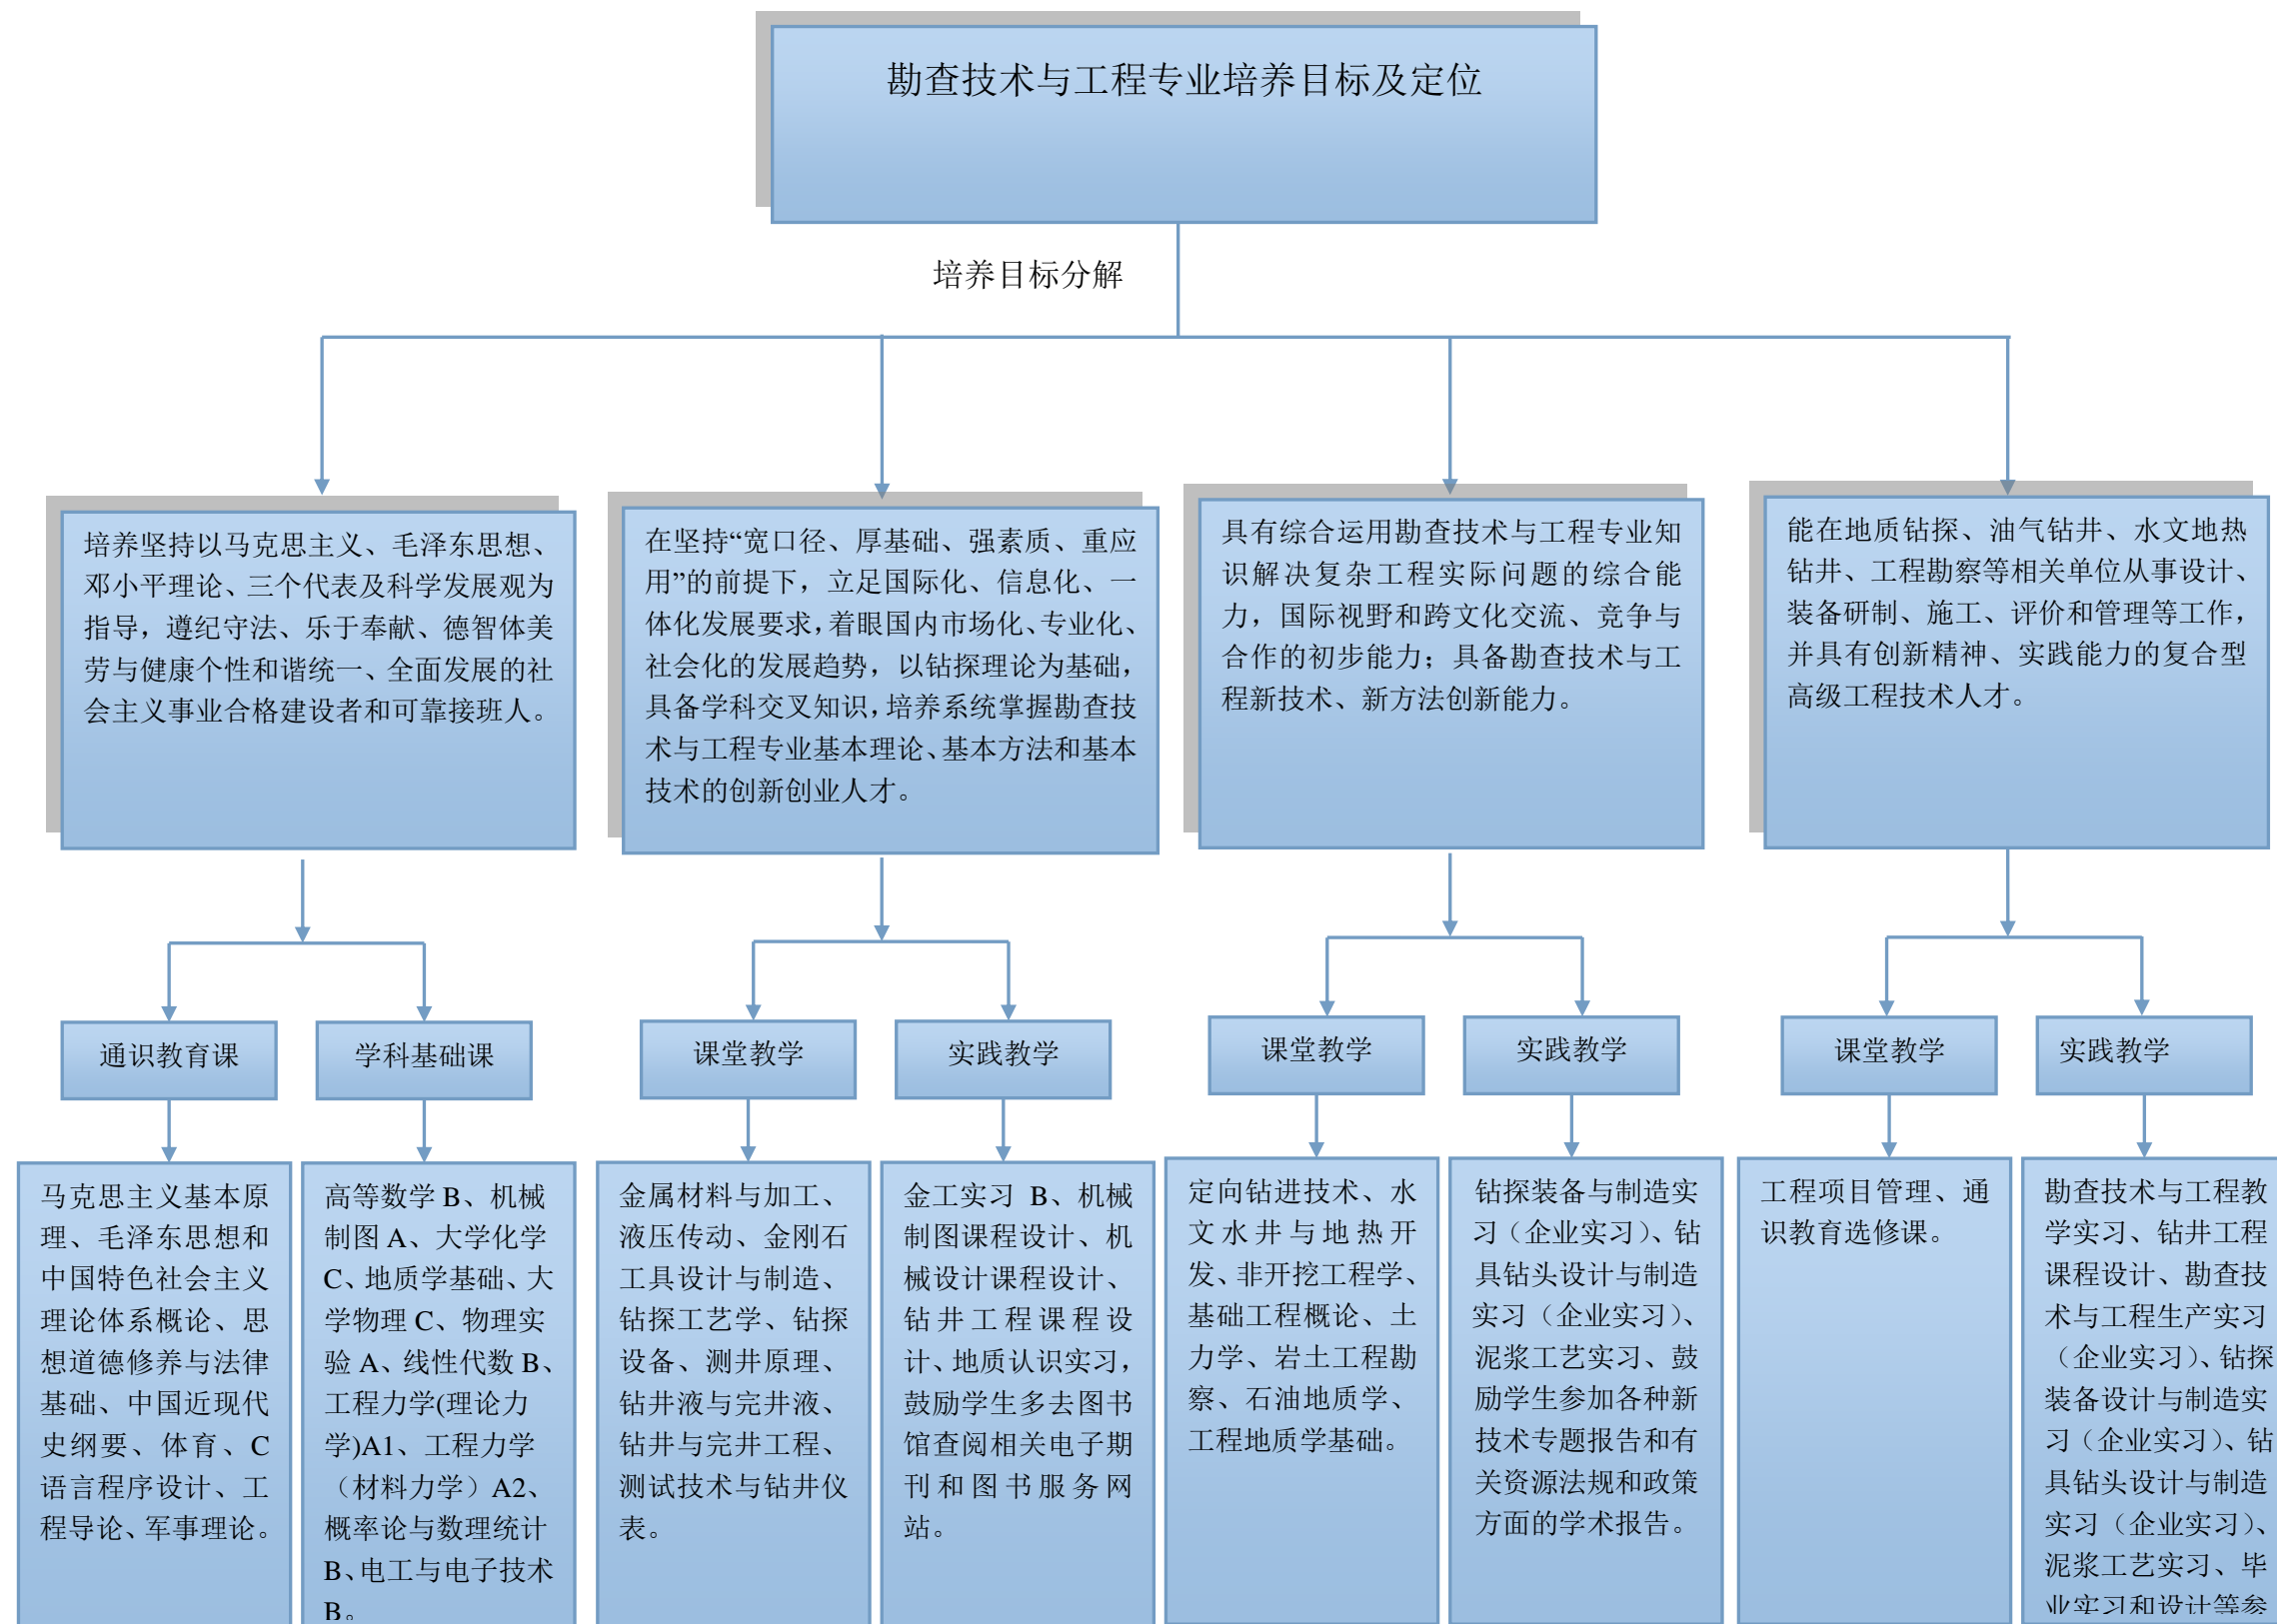 勘查技术与工程专业培养目标及定位
培养目标分解
培养坚持以马克思主义、毛泽东思想、
邓小平理论、三个代表及科学发展观为
指导，遵纪守法、乐于奉献、德智体美
劳与健康个性和谐统一、全面发展的社
会主义事业合格建设者和可靠接班人。
在坚持“宽口径、厚基础、强素质、重应
用”的前提下，立足国际化、信息化、一
体化发展要求，着眼国内市场化、专业化、
社会化的发展趋势，以钻探理论为基础，
具备学科交叉知识，培养系统掌握勘查技
术与工程专业基本理论、基本方法和基本
技术的创新创业人才。
具有综合运用勘查技术与工程专业知
识解决复杂工程实际问题的综合能
力，国际视野和跨文化交流、竞争与
合作的初步能力；具备勘查技术与工
程新技术、新方法创新能力。
能在地质钻探、油气钻井、水文地热
钻井、工程勘察等相关单位从事设计、
装备研制、施工、评价和管理等工作，
并具有创新精神、实践能力的复合型
高级工程技术人才。
通识教育课
学科基础课
课堂教学
实践教学
课堂教学
实践教学
课堂教学
实践教学
马克思主义基本原
理、毛泽东思想和
中国特色社会主义
理论体系概论、思
想道德修养与法律
基础、中国近现代
史纲要、体育、C
语言程序设计、工
程导论、军事理论。
高等数学 B、机械
制图 A、大学化学
C、地质学基础、大
学物理 C、物理实
验 A、线性代数 B、
工程力学(理论力
学)A1、工程力学
（材料力学）A2、
概率论与数理统计
B、电工与电子技术
B。
金属材料与加工、
液压传动、金刚石
工具设计与制造、
钻探工艺学、钻探
设备、测井原理、
钻井液与完井液、
钻井与完井工程、
测试技术与钻井仪
表。
金工实习 B、机械
制图课程设计、机
械设计课程设计、
钻井工程课程设
计、地质认识实习，
鼓励学生多去图书
馆查阅相关电子期
刊和图书服务网
站。
定向钻进技术、水
文水井与地热开
发、非开挖工程学、
基础工程概论、土
力学、岩土工程勘
察、石油地质学、
工程地质学基础。
钻探装备与制造实
习（企业实习）、钻
具钻头设计与制造
实习（企业实习）、
泥浆工艺实习、鼓
励学生参加各种新
技术专题报告和有
关资源法规和政策
方面的学术报告。
工程项目管理、通
识教育选修课。
勘查技术与工程教
学实习、钻井工程
课程设计、勘查技
术与工程生产实习
（企业实习）、钻探
装备设计与制造实
习（企业实习）、钻
具钻头设计与制造
实习（企业实习）、
泥浆工艺实习、毕
业实习和设计等参